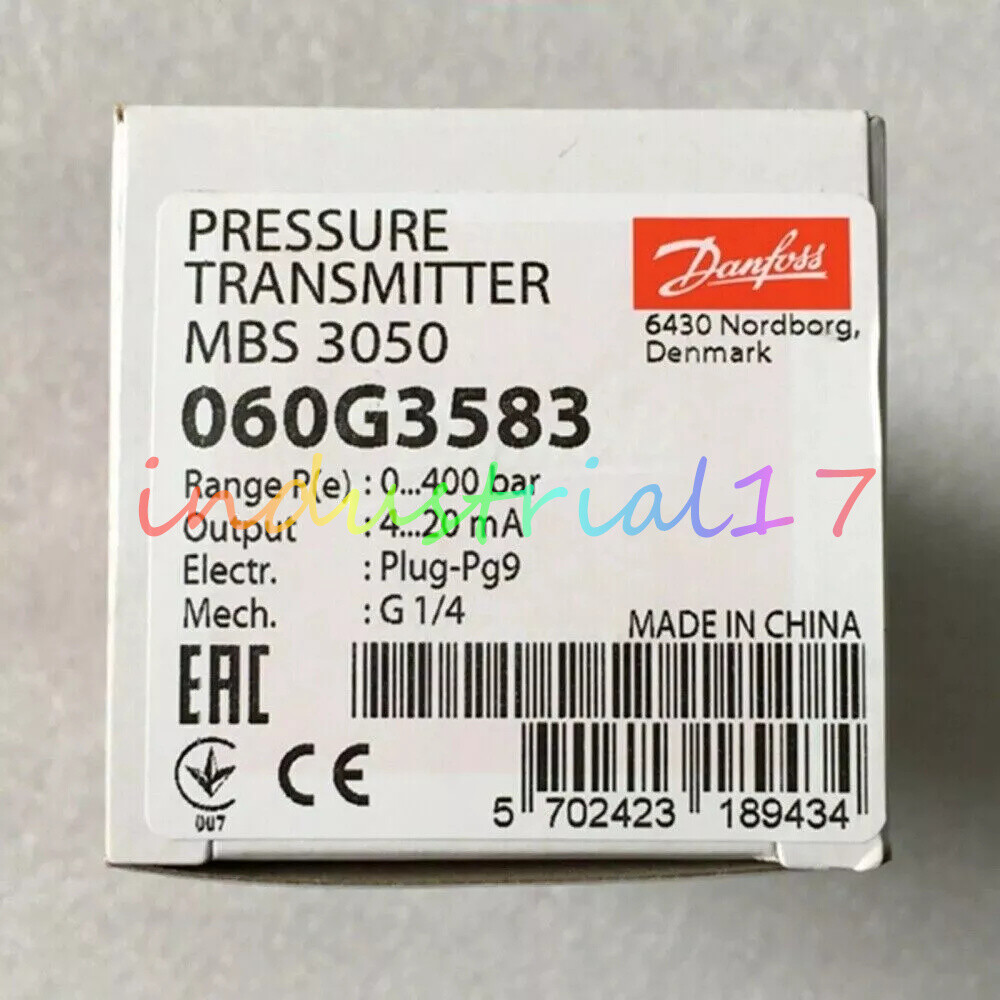 PRESSURE
TRANSMITTER
MBS 3050
060G3583
Danfoss
6430 Nordborg,
Denmark
Range P(e) : 0...400 bar
industrial17
Output : 4...20 mA
Electr. : Plug-Pg9
Mech. : G 1/4
MADE IN CHINA
EAC
CE
007
5 702423 189434